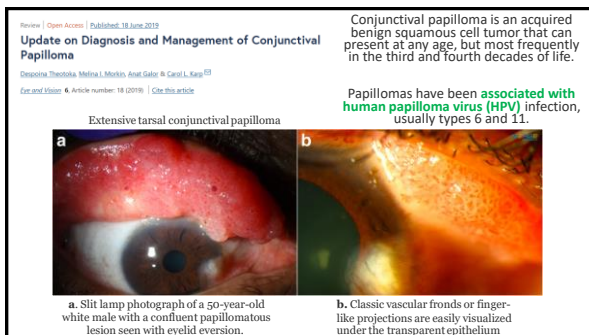 Review | Open Access | Published: 18 June 2019
Update on Diagnosis and Management of Conjunctival
Papilloma
Despoina Theotoka, Melina I. Morkin, Anat Galor & Carol L. Karp
Eye and Vision 6, Article number: 18 (2019) | Cite this article
Conjunctival papilloma is an acquired
benign squamous cell tumor that can
present at any age, but most frequently
in the third and fourth decades of life.
Papillomas have been associated with
human papilloma virus (HPV) infection,
usually types 6 and 11.
Extensive tarsal conjunctival papilloma
a
b
a. Slit lamp photograph of a 50-year-old
white male with a confluent papillomatous
lesion seen with eyelid eversion.
b. Classic vascular fronds or finger-
like projections are easily visualized
under the transparent epithelium